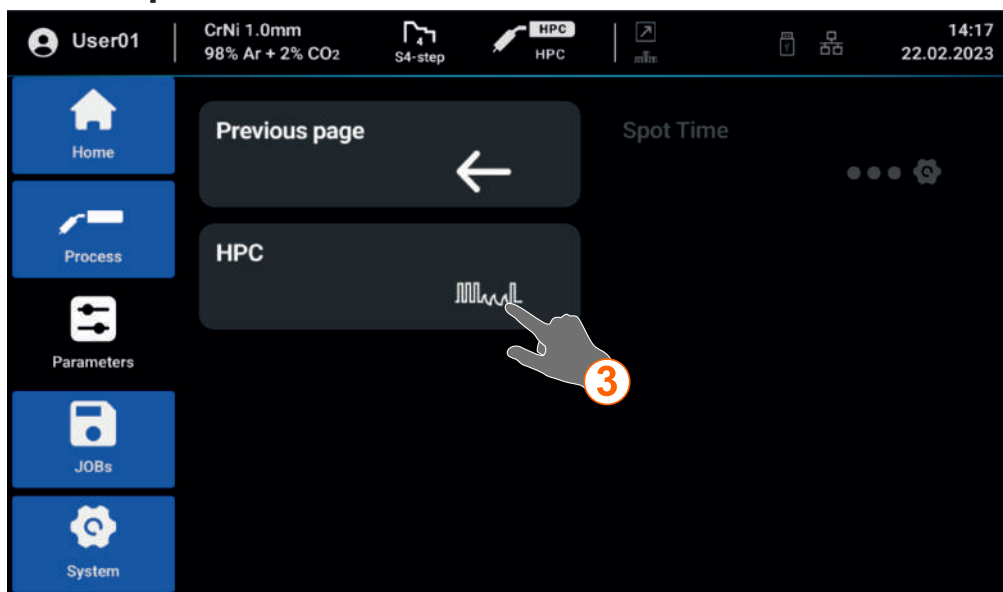 User01
CrNi 1.0mm
98% Ar + 2% CO2
4
S4-step
HPC
HPC
14:17
22.02.2023
Home
Process
Parameters
JOBs
System
Previous page
Spot Time
HPC
3